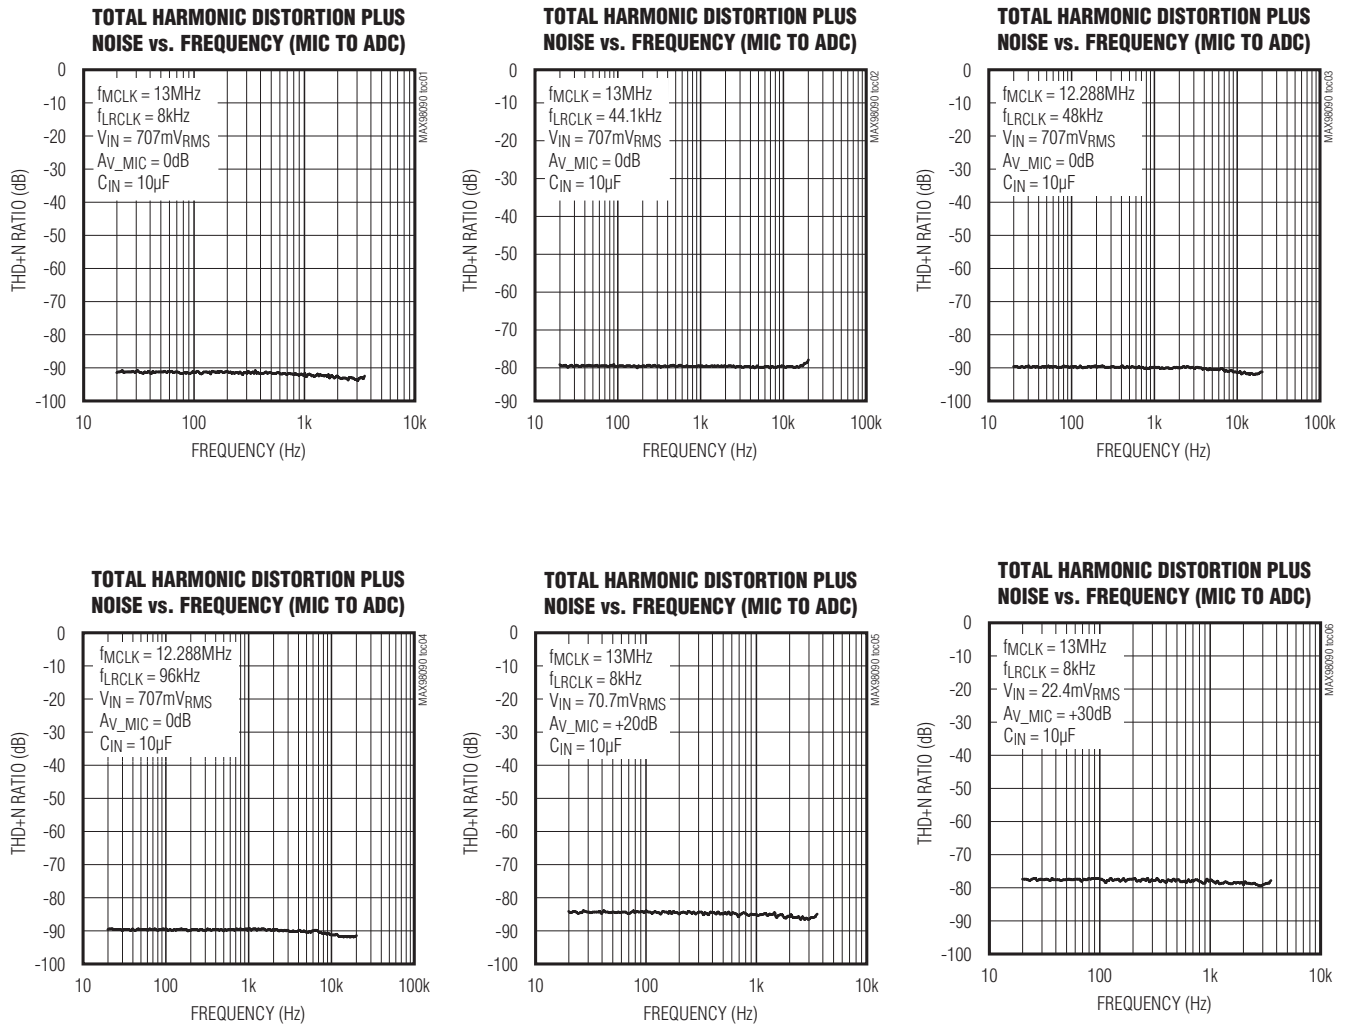 TOTAL HARMONIC DISTORTION PLUS
NOISE vs. FREQUENCY (MIC TO ADC)
MAX98090 toc01
fMCLK = 13MHz
fLRCLK = 8kHz
VIN = 707mVRMS
AV_MIC = 0dB
CIN = 10µF
THD+N RATIO (dB)
0
-10
-20
-30
-40
-50
-60
-70
-80
-90
-100
10 100 1k 10k
FREQUENCY (Hz)
TOTAL HARMONIC DISTORTION PLUS
NOISE vs. FREQUENCY (MIC TO ADC)
MAX98090 toc02
fMCLK = 13MHz
fLRCLK = 44.1kHz
VIN = 707mVRMS
AV_MIC = 0dB
CIN = 10µF
THD+N RATIO (dB)
0
-10
-20
-30
-40
-50
-60
-70
-80
-90
10 100 1k 10k 100k
FREQUENCY (Hz)
TOTAL HARMONIC DISTORTION PLUS
NOISE vs. FREQUENCY (MIC TO ADC)
MAX98090 toc03
fMCLK = 12.288MHz
fLRCLK = 48kHz
VIN = 707mVRMS
AV_MIC = 0dB
CIN = 10µF
THD+N RATIO (dB)
0
-10
-20
-30
-40
-50
-60
-70
-80
-90
-100
10 100 1k 10k 100k
FREQUENCY (Hz)
TOTAL HARMONIC DISTORTION PLUS
NOISE vs. FREQUENCY (MIC TO ADC)
MAX98090 toc04
fMCLK = 12.288MHz
fLRCLK = 96kHz
VIN = 707mVRMS
AV_MIC = 0dB
CIN = 10µF
THD+N RATIO (dB)
0
-10
-20
-30
-40
-50
-60
-70
-80
-90
-100
10 100 1k 10k 100k
FREQUENCY (Hz)
TOTAL HARMONIC DISTORTION PLUS
NOISE vs. FREQUENCY (MIC TO ADC)
MAX98090 toc05
fMCLK = 13MHz
fLRCLK = 8kHz
VIN = 70.7mVRMS
AV_MIC = +20dB
CIN = 10µF
THD+N RATIO (dB)
0
-10
-20
-30
-40
-50
-60
-70
-80
-90
-100
10 100 1k 10k
FREQUENCY (Hz)
TOTAL HARMONIC DISTORTION PLUS
NOISE vs. FREQUENCY (MIC TO ADC)
MAX98090 toc06
fMCLK = 13MHz
fLRCLK = 8kHz
VIN = 22.4mVRMS
AV_MIC = +30dB
CIN = 10µF
THD+N RATIO (dB)
0
-10
-20
-30
-40
-50
-60
-70
-80
-90
-100
10 100 1k 10k
FREQUENCY (Hz)